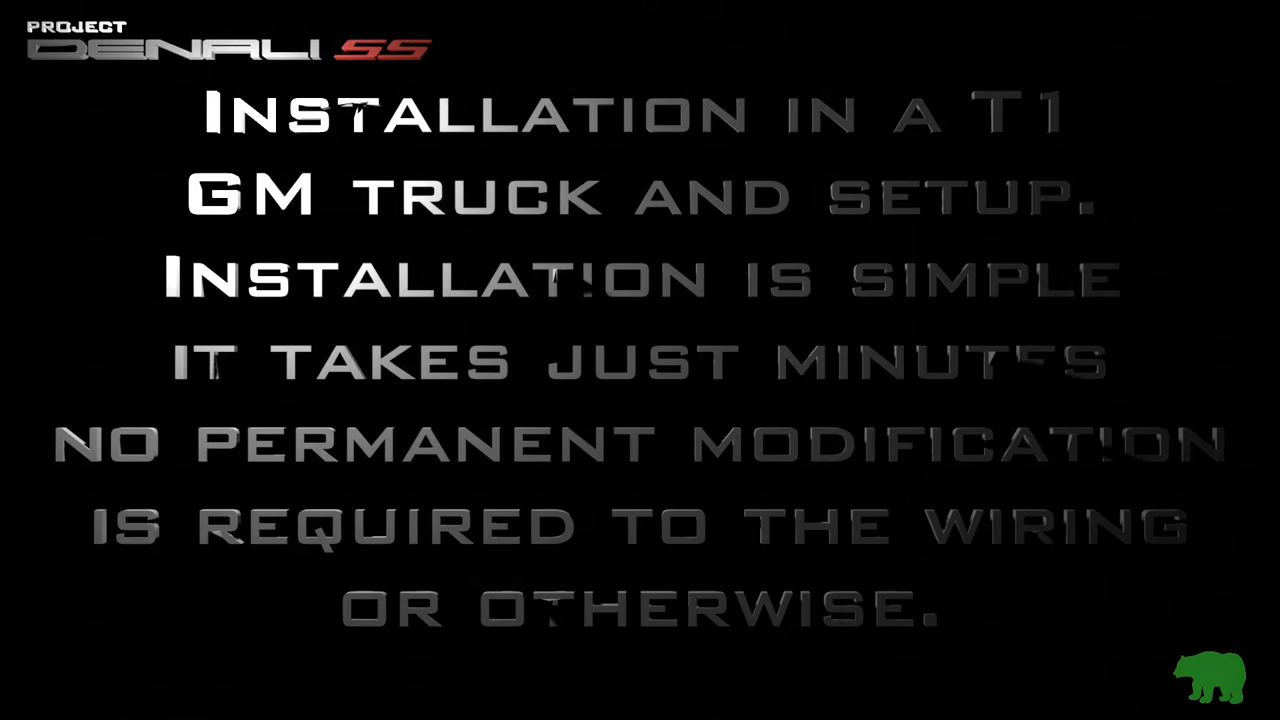 PROJECT
DENALI SS
INSTALLATION IN A T1
GM TRUCK AND SETUP.
INSTALLATION IS SIMPLE
IT TAKES JUST MINUTES
NO PERMANENT MODIFICATION
IS REQUIRED TO THE WIRING
OR OTHERWISE.